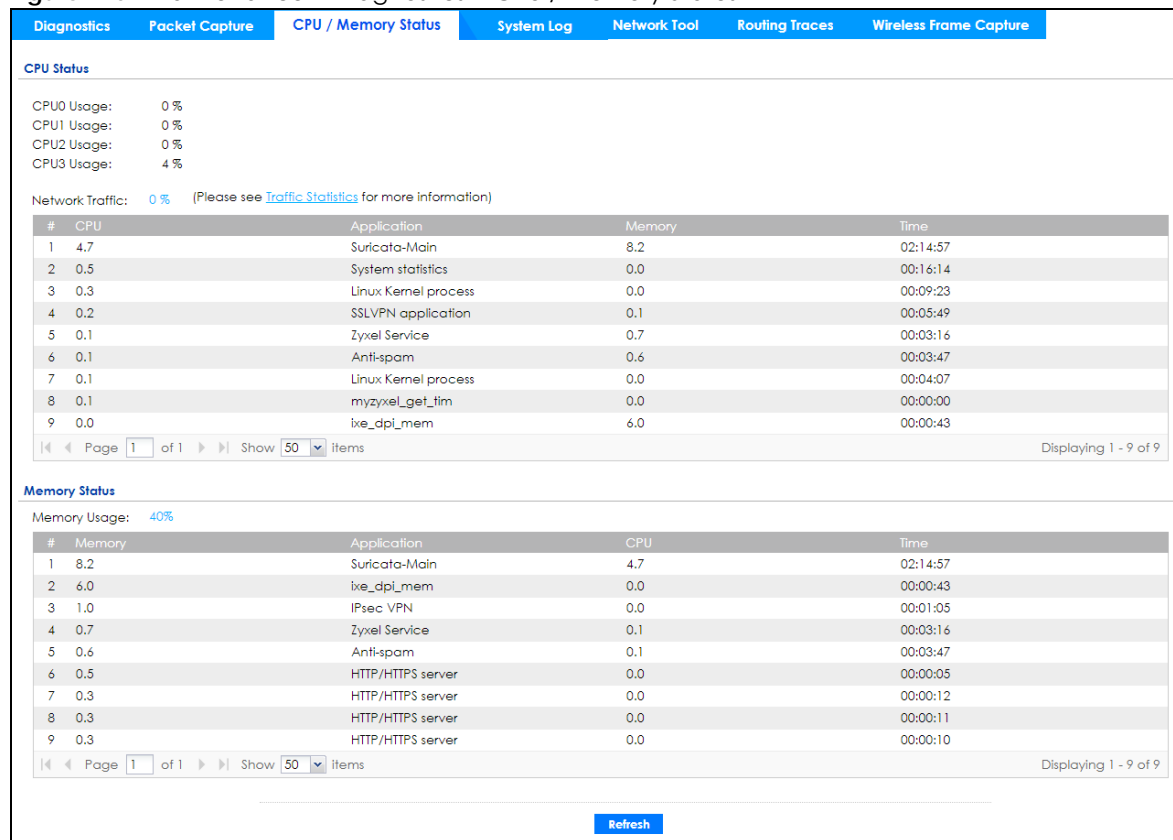 Diagnostics Packet Capture CPU / Memory Status System Log Network Tool Routing Traces Wireless Frame Capture
CPU Status
CPU0 Usage: 0 %
CPU1 Usage: 0 %
CPU2 Usage: 0 %
CPU3 Usage: 4 %
Network Traffic: 0 % (Please see Traffic Statistics for more information)
# CPU Application Memory Time
1 4.7 Suricata-Main 8.2 02:14:57
2 0.5 System statistics 0.0 00:16:14
3 0.3 Linux Kernel process 0.0 00:09:23
4 0.2 SSLVPN application 0.1 00:05:49
5 0.1 Zyxel Service 0.7 00:03:16
6 0.1 Anti-spam 0.6 00:03:47
7 0.1 Linux Kernel process 0.0 00:04:07
8 0.1 myzyxel_get_tim 0.0 00:00:00
9 0.0 ixe_dpi_mem 6.0 00:00:43
Page 1 of 1 Show 50 items Displaying 1 - 9 of 9
Memory Status
Memory Usage: 40%
# Memory Application CPU Time
1 8.2 Suricata-Main 4.7 02:14:57
2 6.0 ixe_dpi_mem 0.0 00:00:43
3 1.0 IPsec VPN 0.0 00:01:05
4 0.7 Zyxel Service 0.1 00:03:16
5 0.6 Anti-spam 0.1 00:03:47
6 0.5 HTTP/HTTPS server 0.0 00:00:05
7 0.3 HTTP/HTTPS server 0.0 00:00:12
8 0.3 HTTP/HTTPS server 0.0 00:00:11
9 0.3 HTTP/HTTPS server 0.0 00:00:10
Page 1 of 1 Show 50 items Displaying 1 - 9 of 9
Refresh